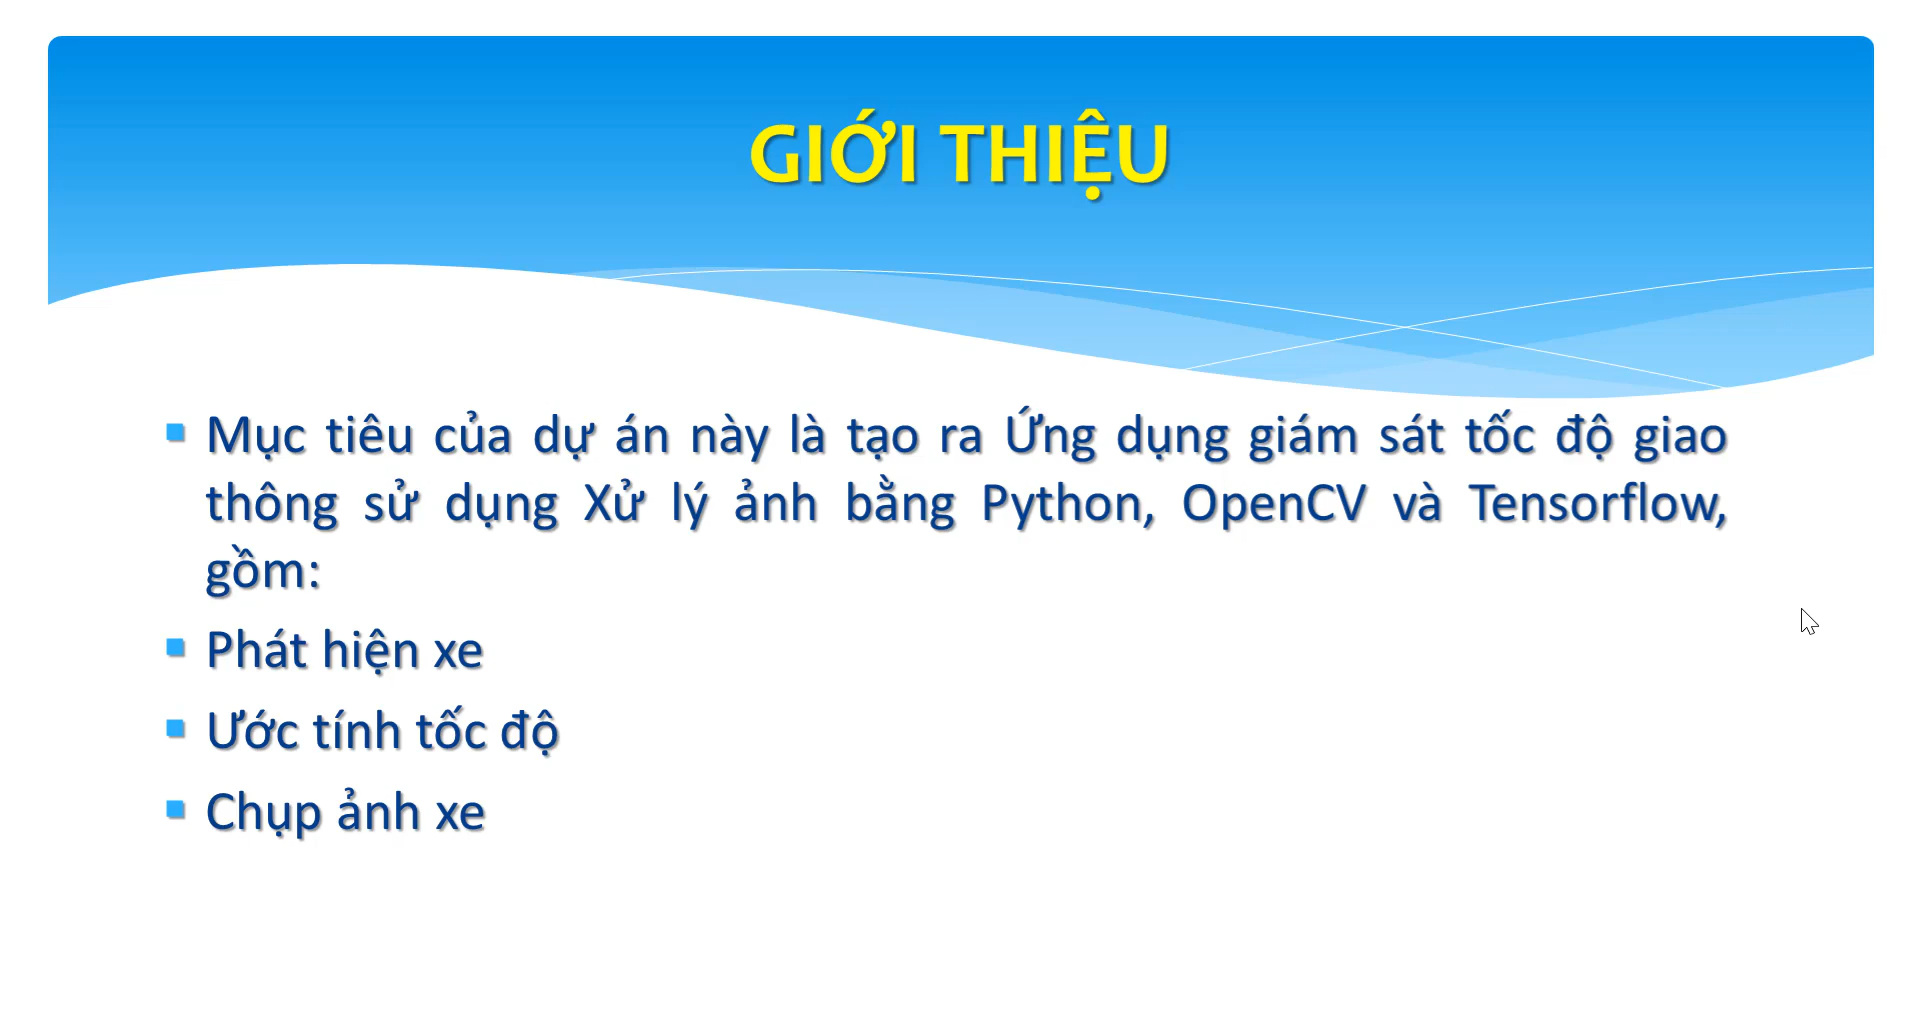 GIỚI THIỆU
Mục tiêu của dự án này là tạo ra Ứng dụng giám sát tốc độ giao
thông sử dụng Xử lý ảnh bằng Python, OpenCV và Tensorflow,
gồm:
Phát hiện xe
Ước tính tốc độ
Chụp ảnh xe